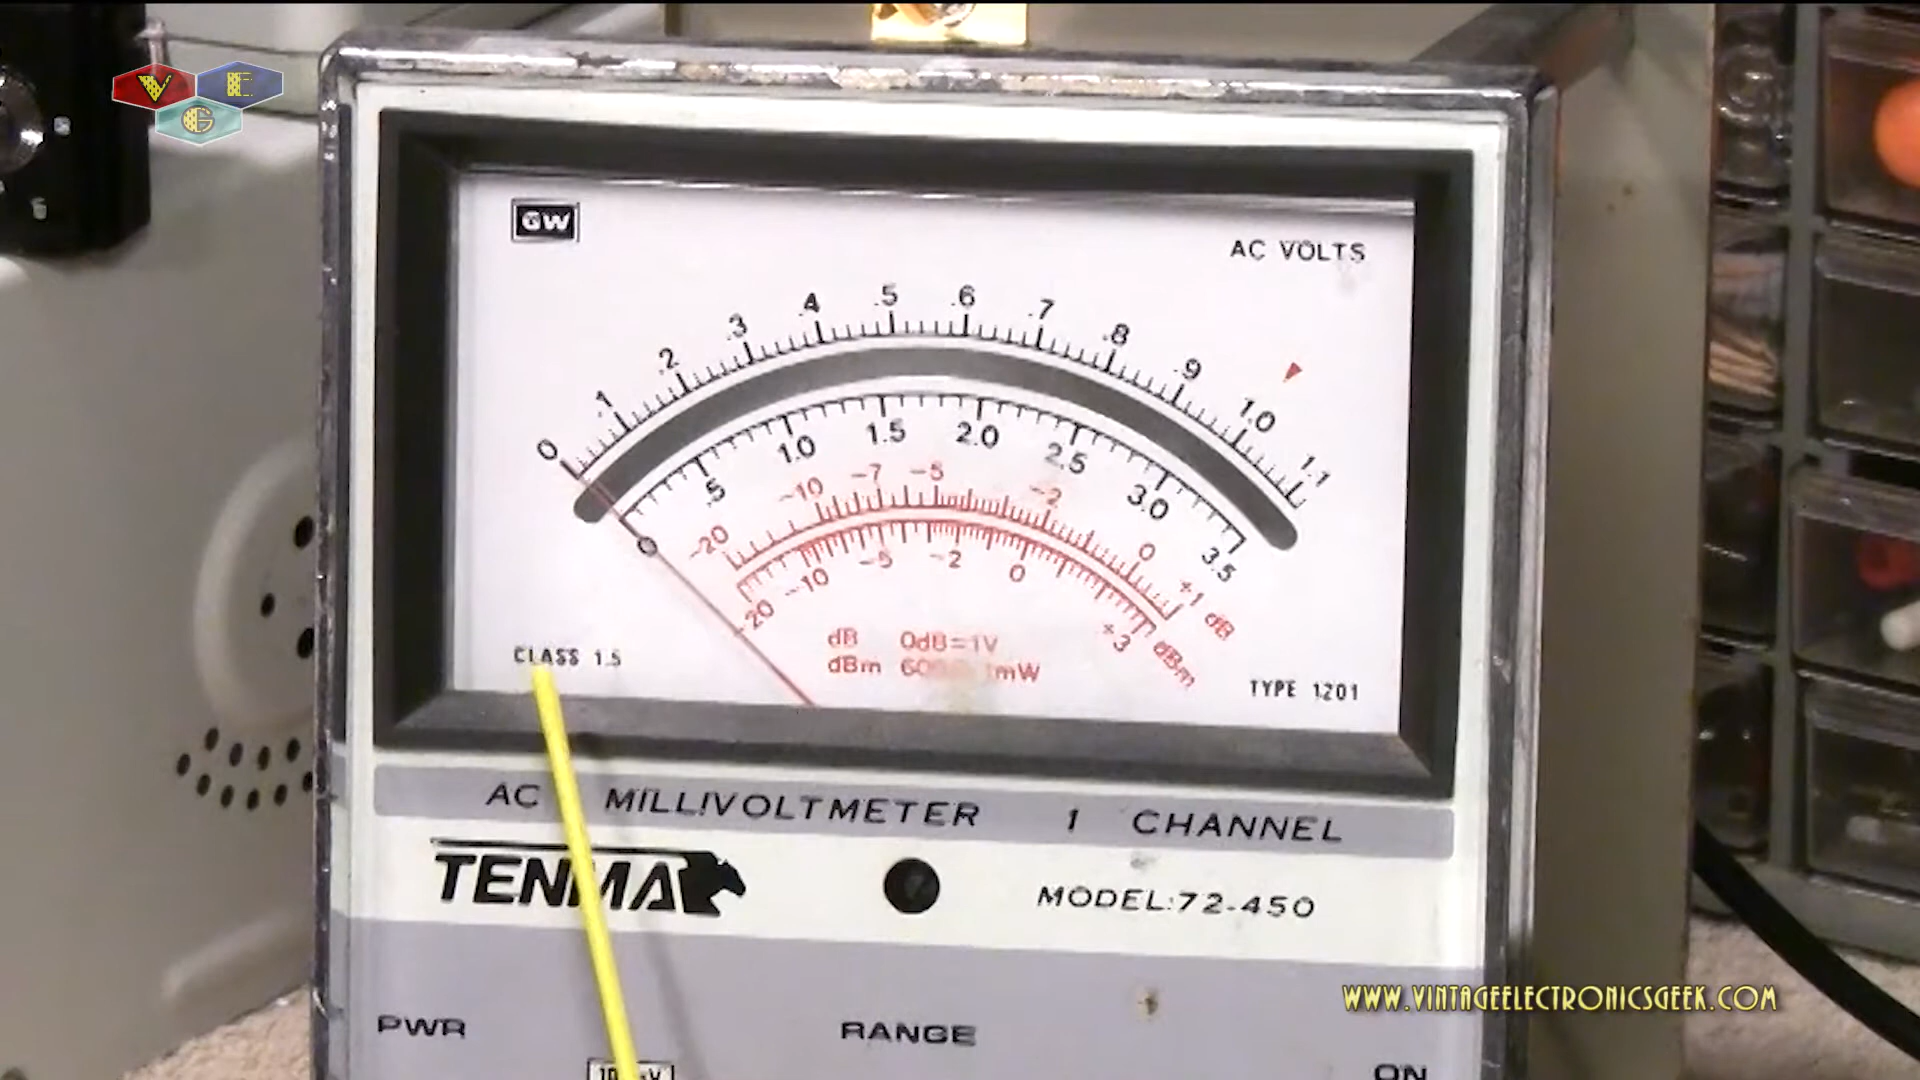 V E
G
GW
AC VOLTS
0 .1 .2 .3 .4 .5 .6 .7 .8 .9 1.0 1.1
0 .5 1.0 1.5 2.0 2.5 3.0 3.5
-20 -10 -7 -5 -2 0 +1 dB
-20 -10 -5 -2 0 +3 dBm
dB 0dB=1V
dBm 1mW
CLASS 1.5
TYPE 1201
AC MILLIVOLTMETER 1 CHANNEL
TENMA
MODEL:72-450
WWW.VINTAGEELECTRONICSGEEK.COM
PWR
RANGE
ON